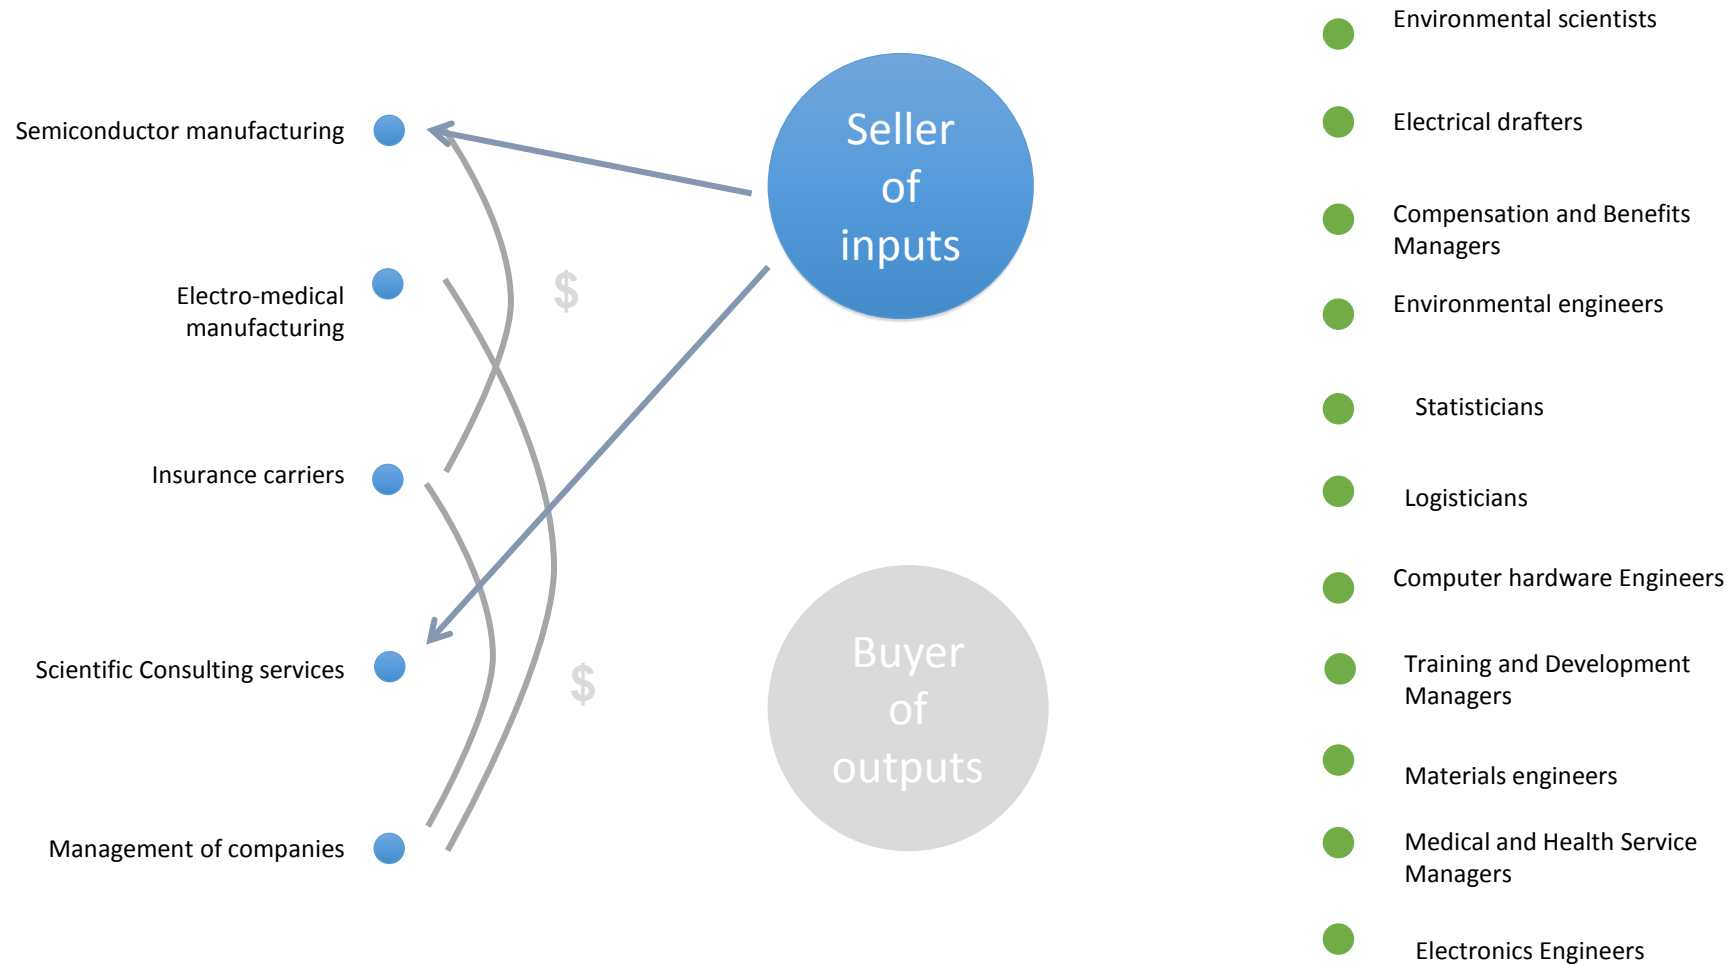 Semiconductor manufacturing
Electro-medical
manufacturing
Insurance carriers
Scientific Consulting services
Management of companies
$
$
Seller
of
inputs
Buyer
of
outputs
Environmental scientists
Electrical drafters
Compensation and Benefits
Managers
Environmental engineers
Statisticians
Logisticians
Computer hardware Engineers
Training and Development
Managers
Materials engineers
Medical and Health Service
Managers
Electronics Engineers